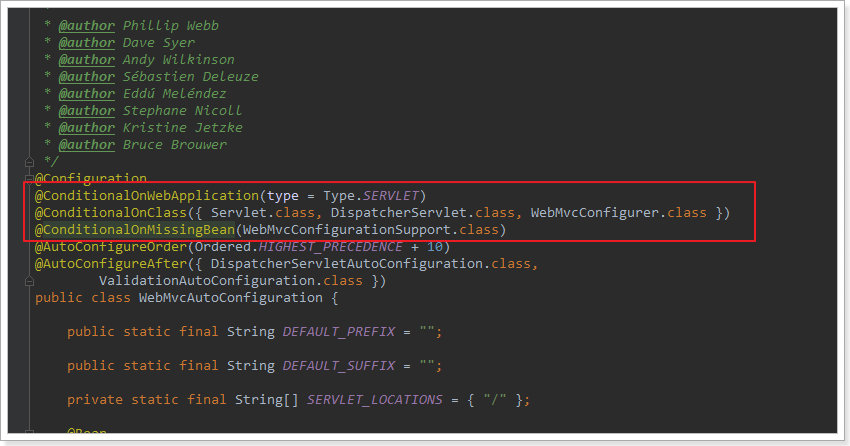 * @author Phillip Webb
* @author Dave Syer
* @author Andy Wilkinson
* @author Sébastien Deleuze
* @author Eddú Meléndez
* @author Stephane Nicoll
* @author Kristine Jetzke
* @author Bruce Brouwer
*/
@Configuration
@ConditionalOnWebApplication(type = Type.SERVLET)
@ConditionalOnClass({ Servlet.class, DispatcherServlet.class, WebMvcConfigurer.class })
@ConditionalOnMissingBean(WebMvcConfigurationSupport.class)
@AutoConfigureOrder(Ordered.HIGHEST_PRECEDENCE + 10)
@AutoConfigureAfter({ DispatcherServletAutoConfiguration.class,
ValidationAutoConfiguration.class })
public class WebMvcAutoConfiguration {
public static final String DEFAULT_PREFIX = "";
public static final String DEFAULT_SUFFIX = "";
private static final String[] SERVLET_LOCATIONS = { "/" };
@Bean